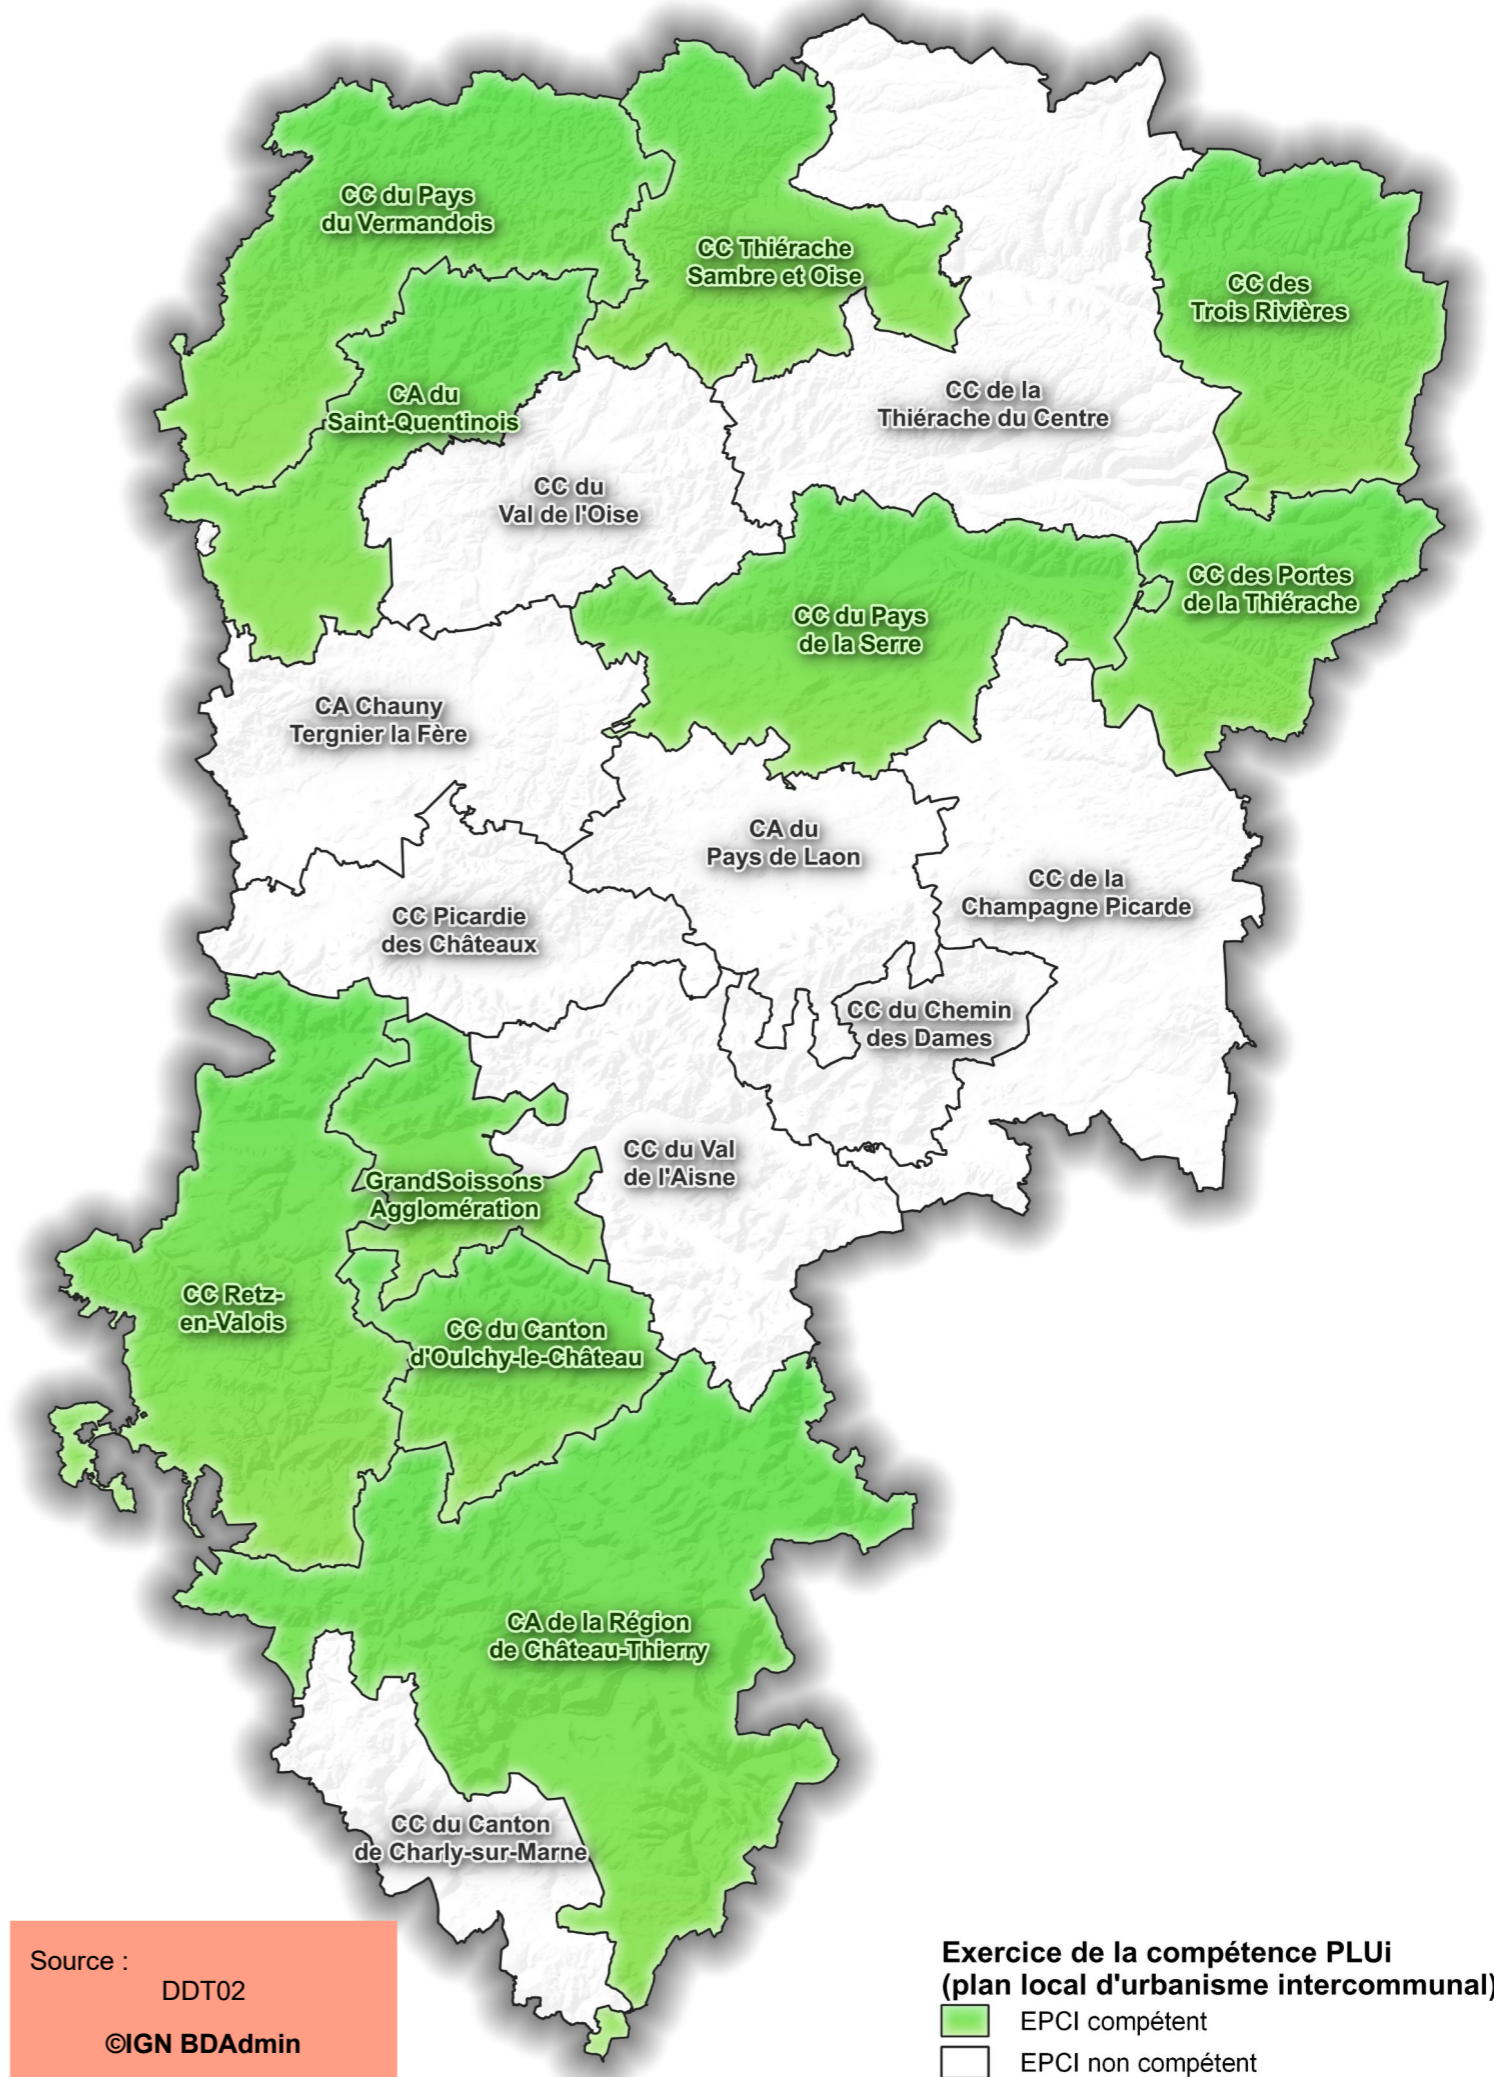 CC du Pays
du Vermandois
CC Thiérache
Sambre et Oise
CC des
Trois Rivières
CA du
Saint-Quentinois
CC de la
Thiérache du Centre
CC du
Val de l'Oise
CC des Portes
de la Thiérache
CC du Pays
de la Serre
CA Chauny
Tergnier la Fère
CA du
Pays de Laon
CC de la
Champagne Picarde
CC Picardie
des Châteaux
CC du Chemin
des Dames
CC du Val
de l'Aisne
GrandSoissons
Agglomération
CC Retz-
en-Valois
CC du Canton
d'Oulchy-le-Château
CA de la Région
de Château-Thierry
CC du Canton
de Charly-sur-Marne
Source :
DDT02
©IGN BDAdmin
Exercice de la compétence PLUi
(plan local d'urbanisme intercommunal)
EPCI compétent
EPCI non compétent